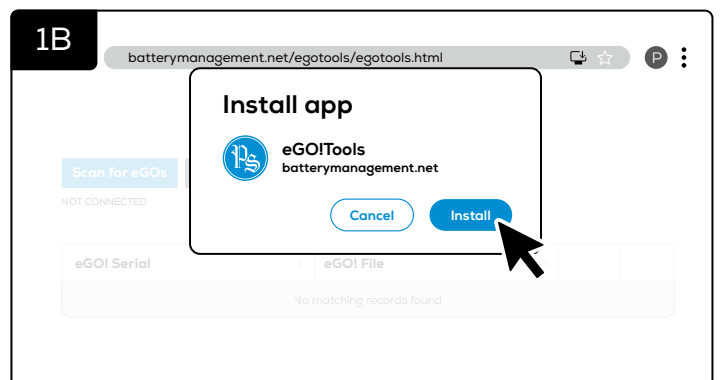 1B
batterymanagement.net/egotools/egotools.html
P
Install app
Ps
eGO!Tools
batterymanagement.net
Scan for eGOs
NOT CONNECTED
Cancel
Install
eGO! Serial
eGO! File
No matching records found